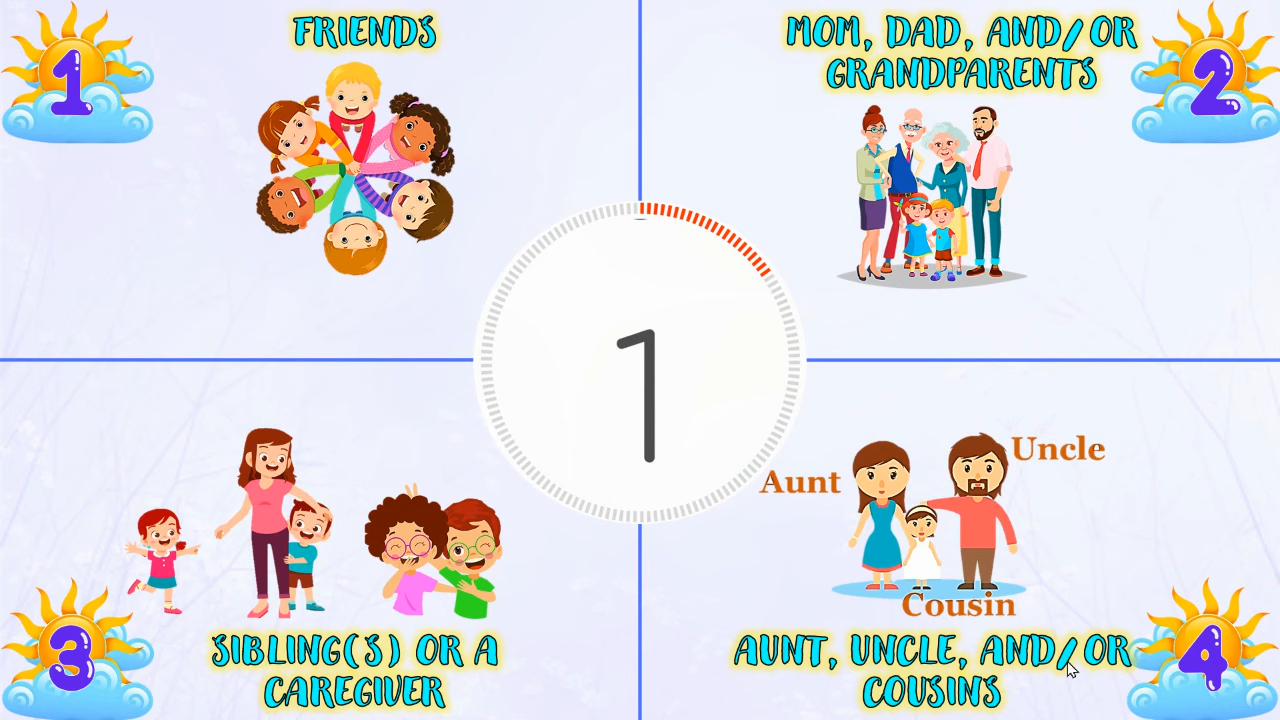 1
FRIENDS
MOM, DAD, AND/OR
GRANDPARENTS
2
1
3
SIBLING(S) OR A
CAREGIVER
Aunt
Uncle
Cousin
AUNT, UNCLE, AND/OR
COUSINS
4